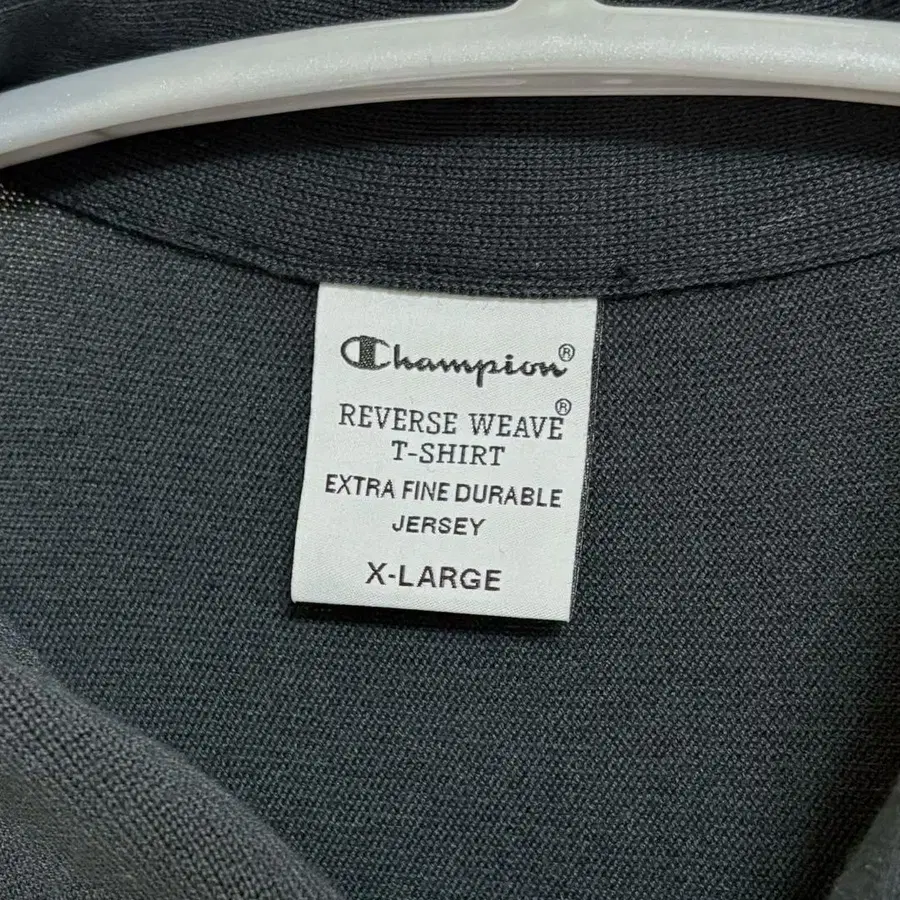 Champion®
REVERSE WEAVE®
T-SHIRT
EXTRA FINE DURABLE
JERSEY
X-LARGE